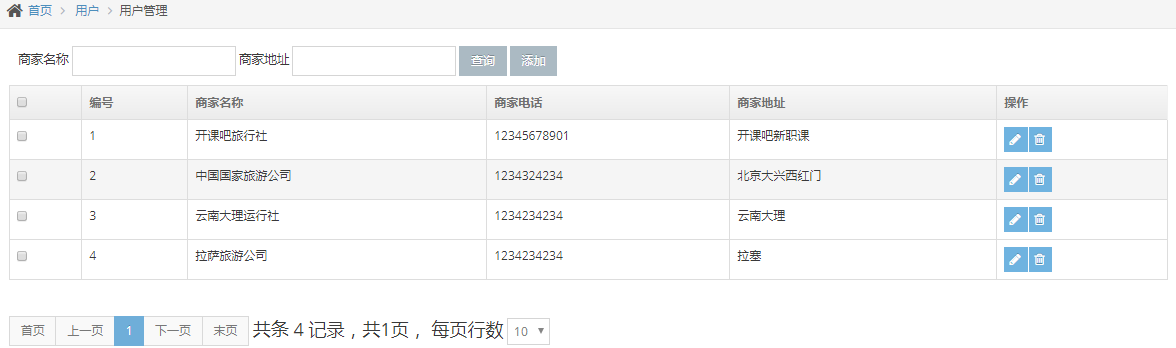 首页 > 用户 > 用户管理
商家名称 商家地址 查询 添加
编号 商家名称 商家电话 商家地址 操作
1 开课吧旅行社 12345678901 开课吧新职课
2 中国国家旅游公司 1234324234 北京大兴西红门
3 云南大理运行社 1234234234 云南大理
4 拉萨旅游公司 1234234234 拉塞
首页 上一页 1 下一页 末页 共条 4 记录，共1页， 每页行数 10